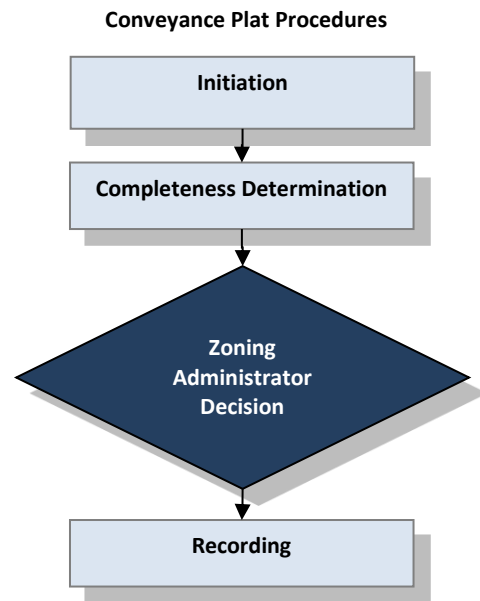 Conveyance Plat Procedures
Initiation
Completeness Determination
Zoning
Administrator
Decision
Recording